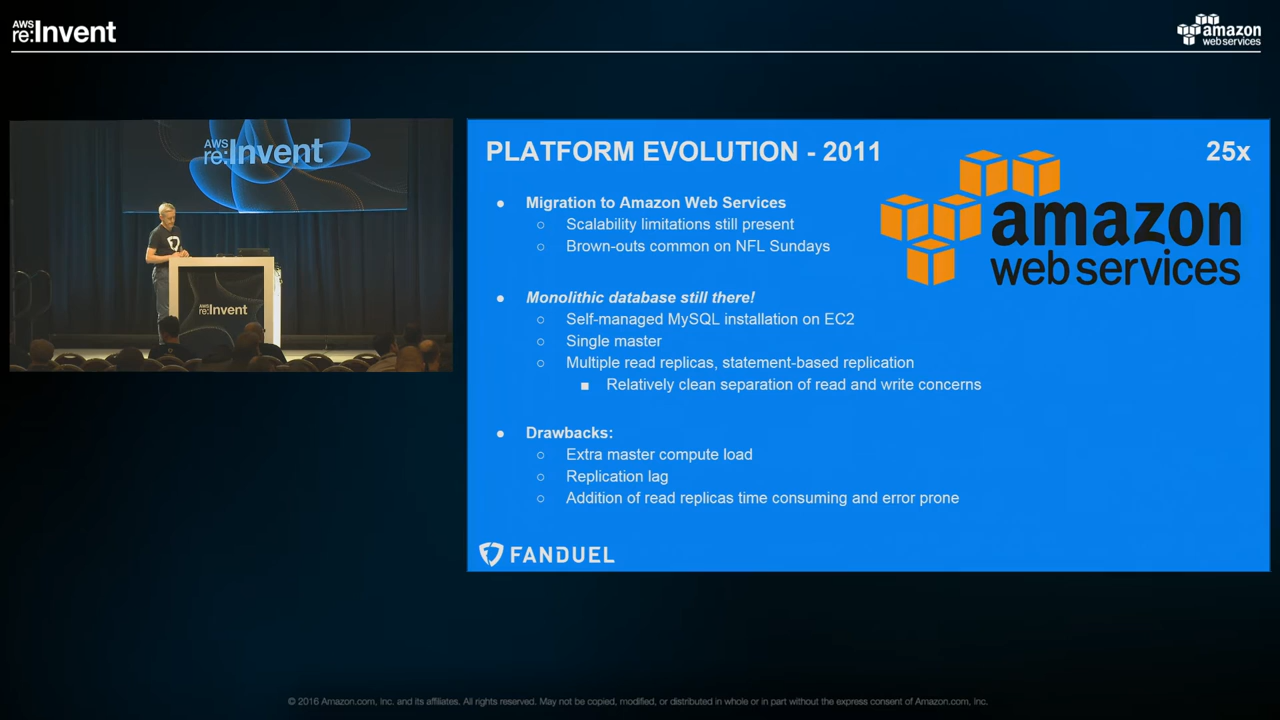 AWS
re:Invent
amazon
web services
AWS
re:Invent
AWS
re:Invent
PLATFORM EVOLUTION - 2011
25x
● Migration to Amazon Web Services
○ Scalability limitations still present
○ Brown-outs common on NFL Sundays
amazon
web services
● Monolithic database still there!
○ Self-managed MySQL installation on EC2
○ Single master
○ Multiple read replicas, statement-based replication
■ Relatively clean separation of read and write concerns
● Drawbacks:
○ Extra master compute load
○ Replication lag
○ Addition of read replicas time consuming and error prone
FANDUEL
© 2016 Amazon.com, Inc. and its affiliates. All rights reserved. May not be copied, modified, or distributed in whole or in part without the express consent of Amazon.com, Inc.